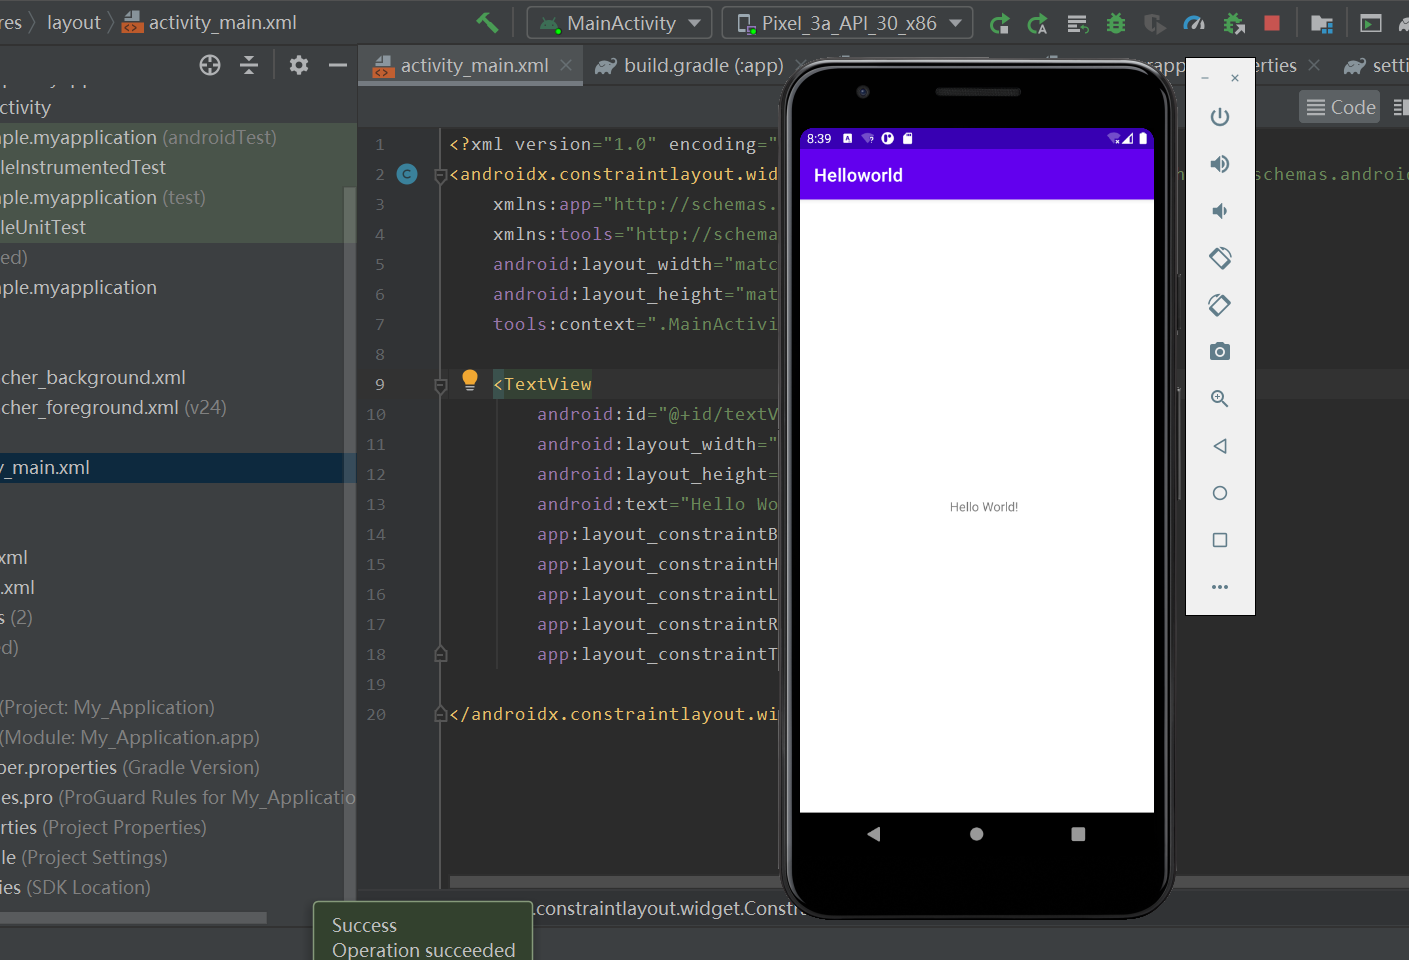 res layout activity_main.xml
MainActivity
Pixel_3a_API_30_x86
activity_main.xml
build.gradle (:app)
erties
setti
Code
ctivity
ple.myapplication (androidTest)
leInstrumentedTest
ple.myapplication (test)
leUnitTest
ed)
ple.myapplication
cher_background.xml
cher_foreground.xml (v24)
y_main.xml
xml
.xml
s (2)
ed)
(Project: My_Application)
(Module: My_Application.app)
per.properties (Gradle Version)
es.pro (ProGuard Rules for My_Applicatio
rties (Project Properties)
le (Project Settings)
ies (SDK Location)
1 <?xml version="1.0" encoding="
2 <androidx.constraintlayout.wid
schemas.androi
3 xmlns:app="http://schemas.
4 xmlns:tools="http://schema
5 android:layout_width="matc
6 android:layout_height="mat
7 tools:context=".MainActivi
8
9 <TextView
10 android:id="@+id/textV
11 android:layout_width="
12 android:layout_height=
13 android:text="Hello Wo
14 app:layout_constraintB
15 app:layout_constraintH
16 app:layout_constraintL
17 app:layout_constraintR
18 app:layout_constraintT
19
20 </androidx.constraintlayout.wi
.constraintlayout.widget.Constr
Success
Operation succeeded
8:39
Helloworld
Hello World!